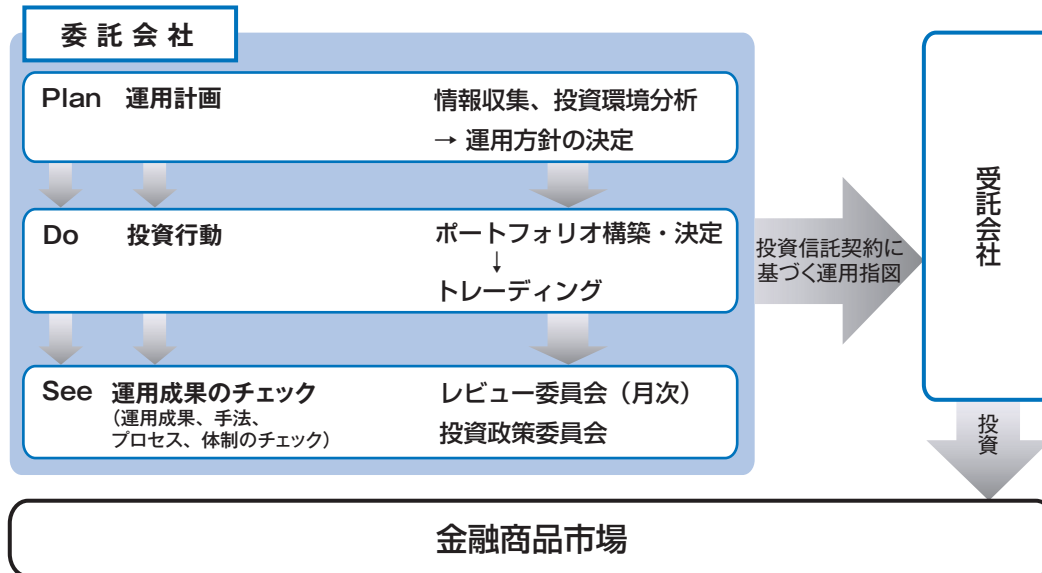 委託会社
Plan 運用計画 情報収集、投資環境分析
→ 運用方針の決定
Do 投資行動 ポートフォリオ構築・決定
↓
トレーディング
See 運用成果のチェック レビュー委員会（月次）
（運用成果、手法、
プロセス、体制のチェック） 投資政策委員会
投資信託契約に
基づく運用指図
受託会社
投資
金融商品市場